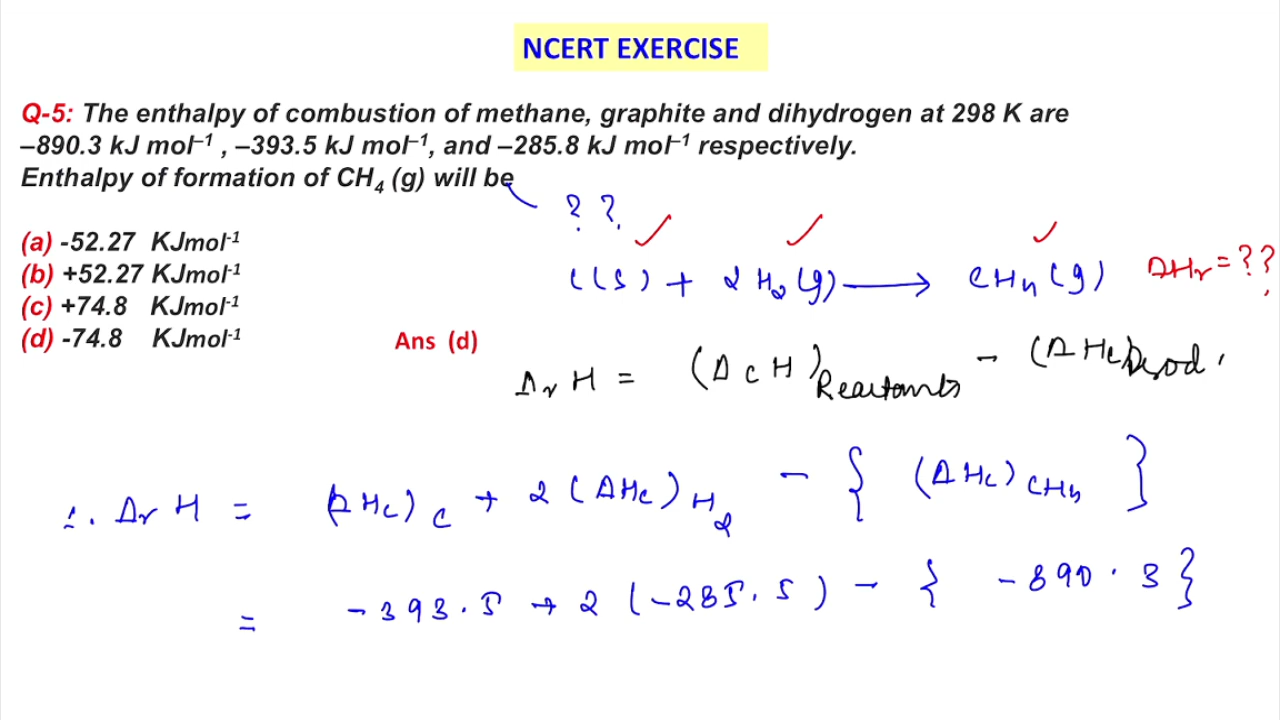 NCERT EXERCISE
Q-5: The enthalpy of combustion of methane, graphite and dihydrogen at 298 K are
–890.3 kJ mol⁻¹ , –393.5 kJ mol⁻¹, and –285.8 kJ mol⁻¹ respectively.
Enthalpy of formation of CH₄ (g) will be
? ?
(a) -52.27 KJmol⁻¹
(b) +52.27 KJmol⁻¹
(c) +74.8 KJmol⁻¹
(d) -74.8 KJmol⁻¹
C(s) + 2H₂(g) ⟶ CH₄(g) ΔHr = ??
Ans (d)
ΔrH = (ΔcH)Reactants - (ΔHc)Prod.
∴ ΔrH = (ΔHc)C + 2(ΔHc)H₂ - { (ΔHc)CH₄ }
= -393.5 + 2(-285.5) - { -890.3 }